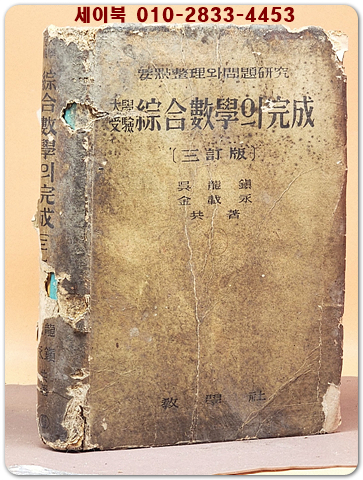 세이북 010-2833-4453
要點整理와問題研究
大學受驗 綜合數學의完成
〔三訂版〕
吳龍鎭
金載永
共著
敎學社
綜合數學의完成